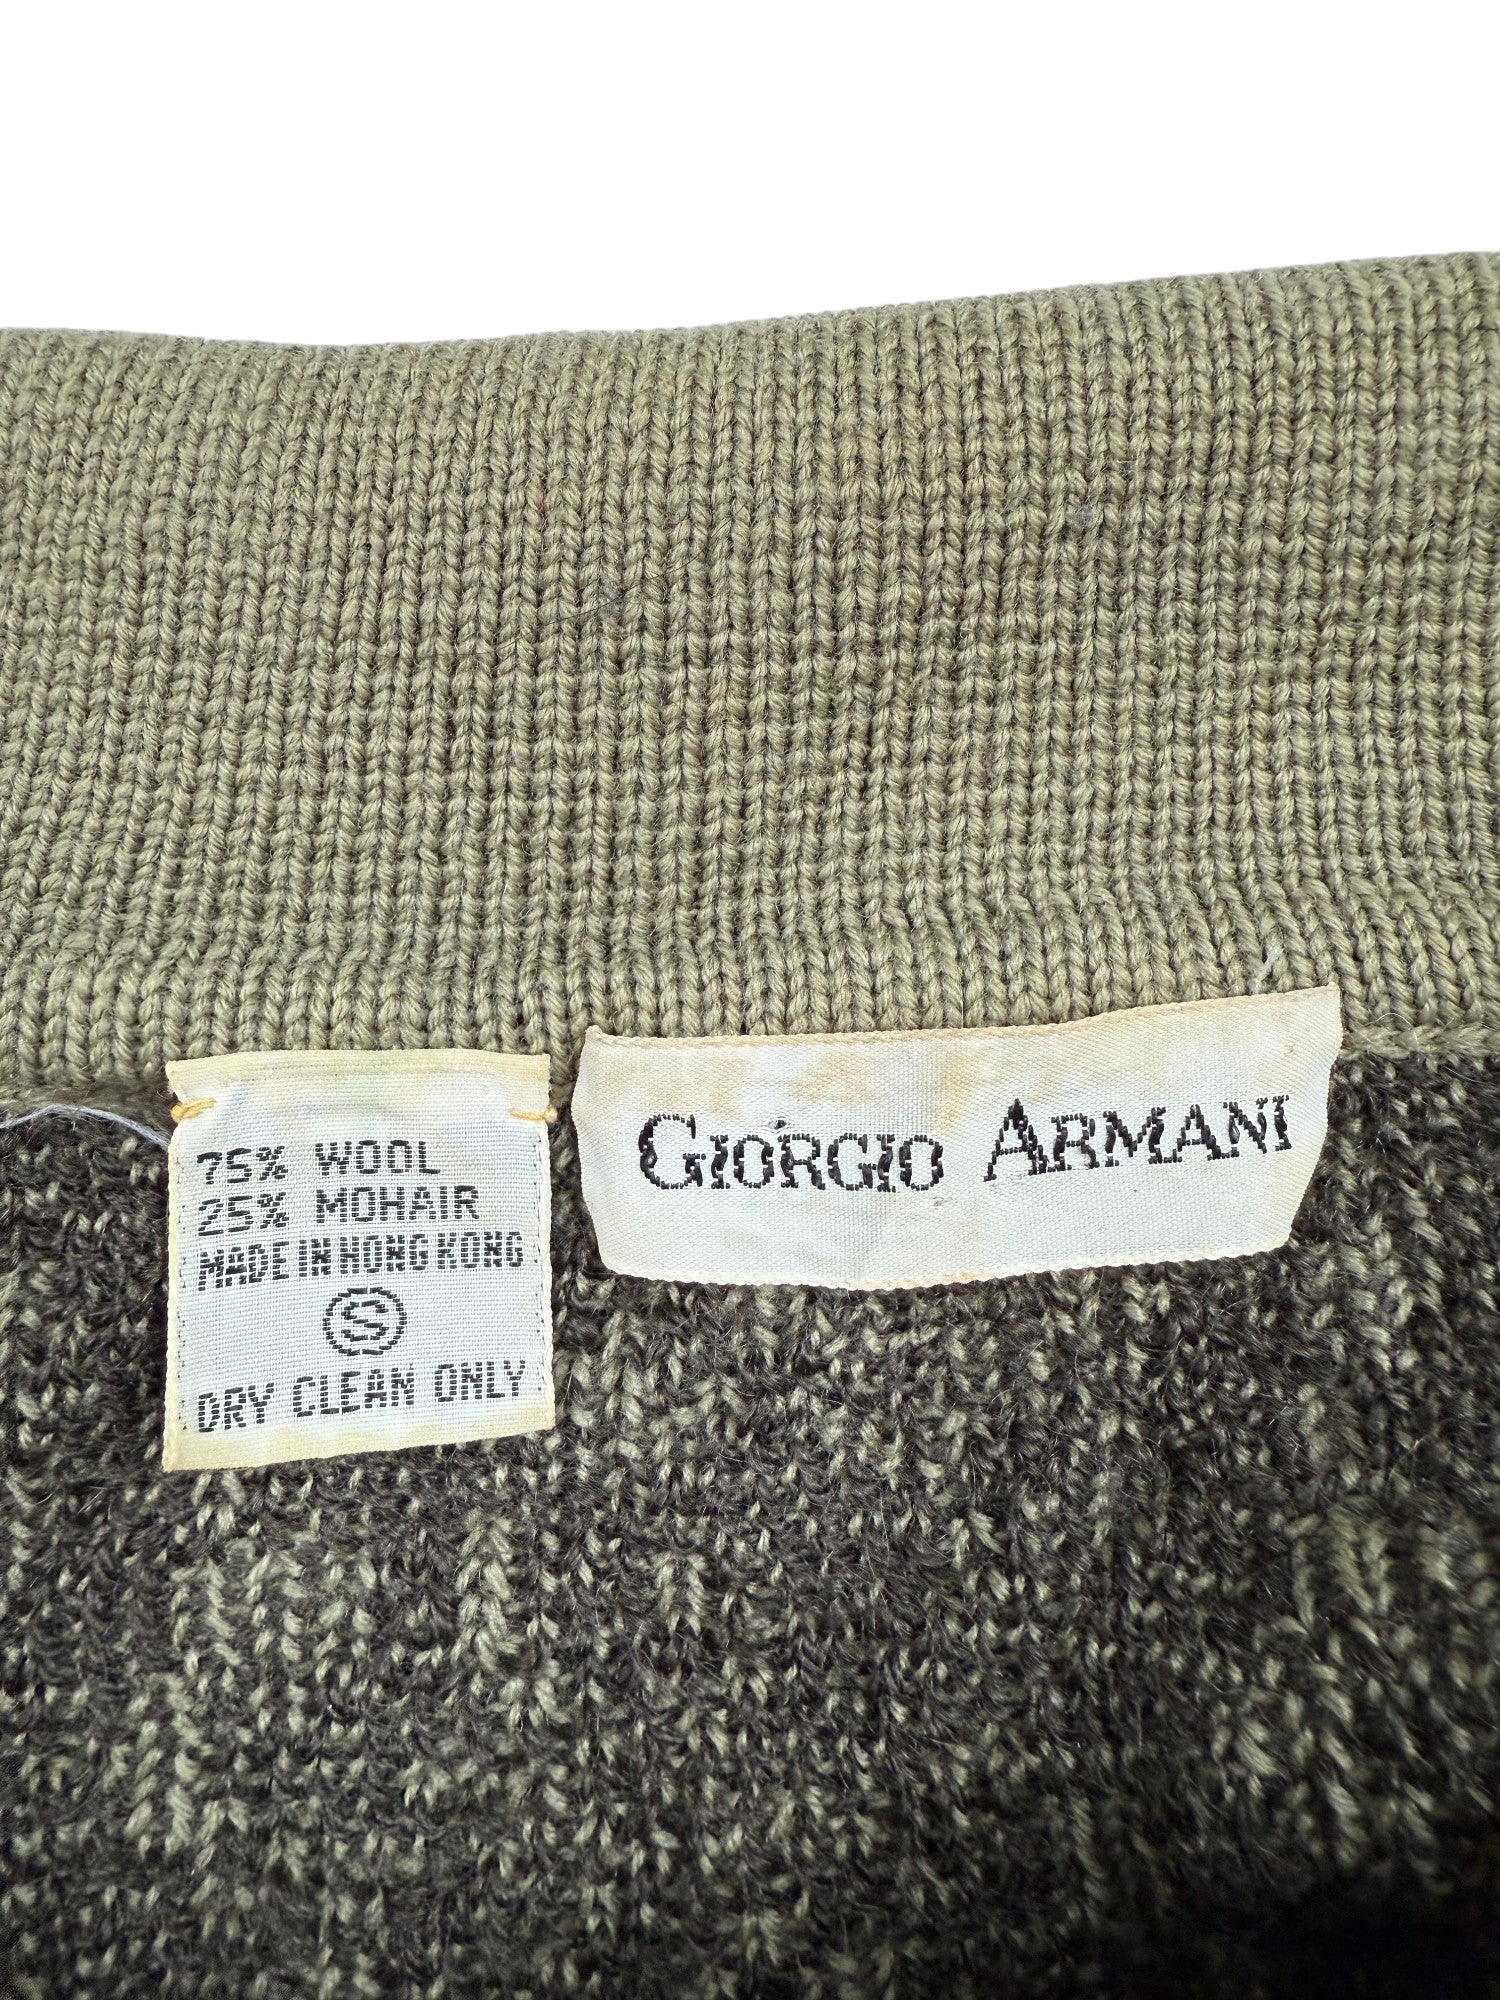 75% WOOL
25% MOHAIR
MADE IN HONG KONG
S
DRY CLEAN ONLY
GIORGIO ARMANI